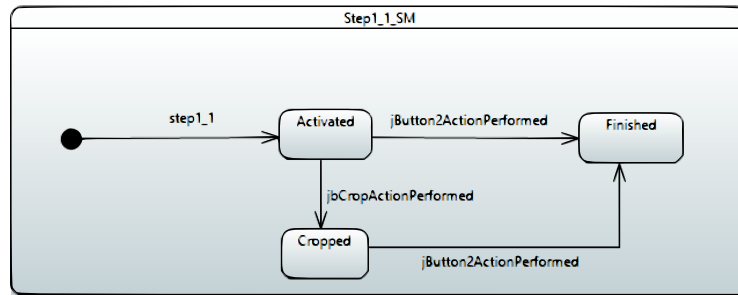 Step1_1_SM
step1_1
Activated
jButton2ActionPerformed
Finished
jbCropActionPerformed
Cropped
jButton2ActionPerformed